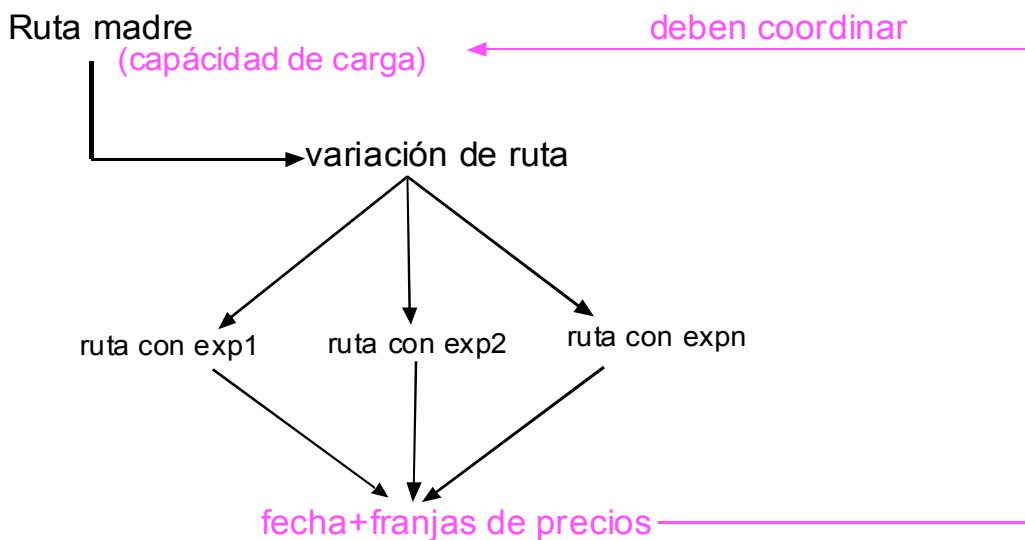 Ruta madre
deben coordinar
(capácidad de carga)
variación de ruta
ruta con exp1
ruta con exp2
ruta con expn
fecha+franjas de precios